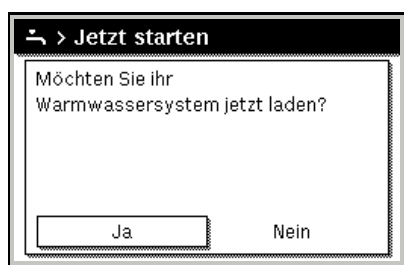 > Jetzt starten
Möchten Sie ihr
Warmwassersystem jetzt laden?
Ja
Nein